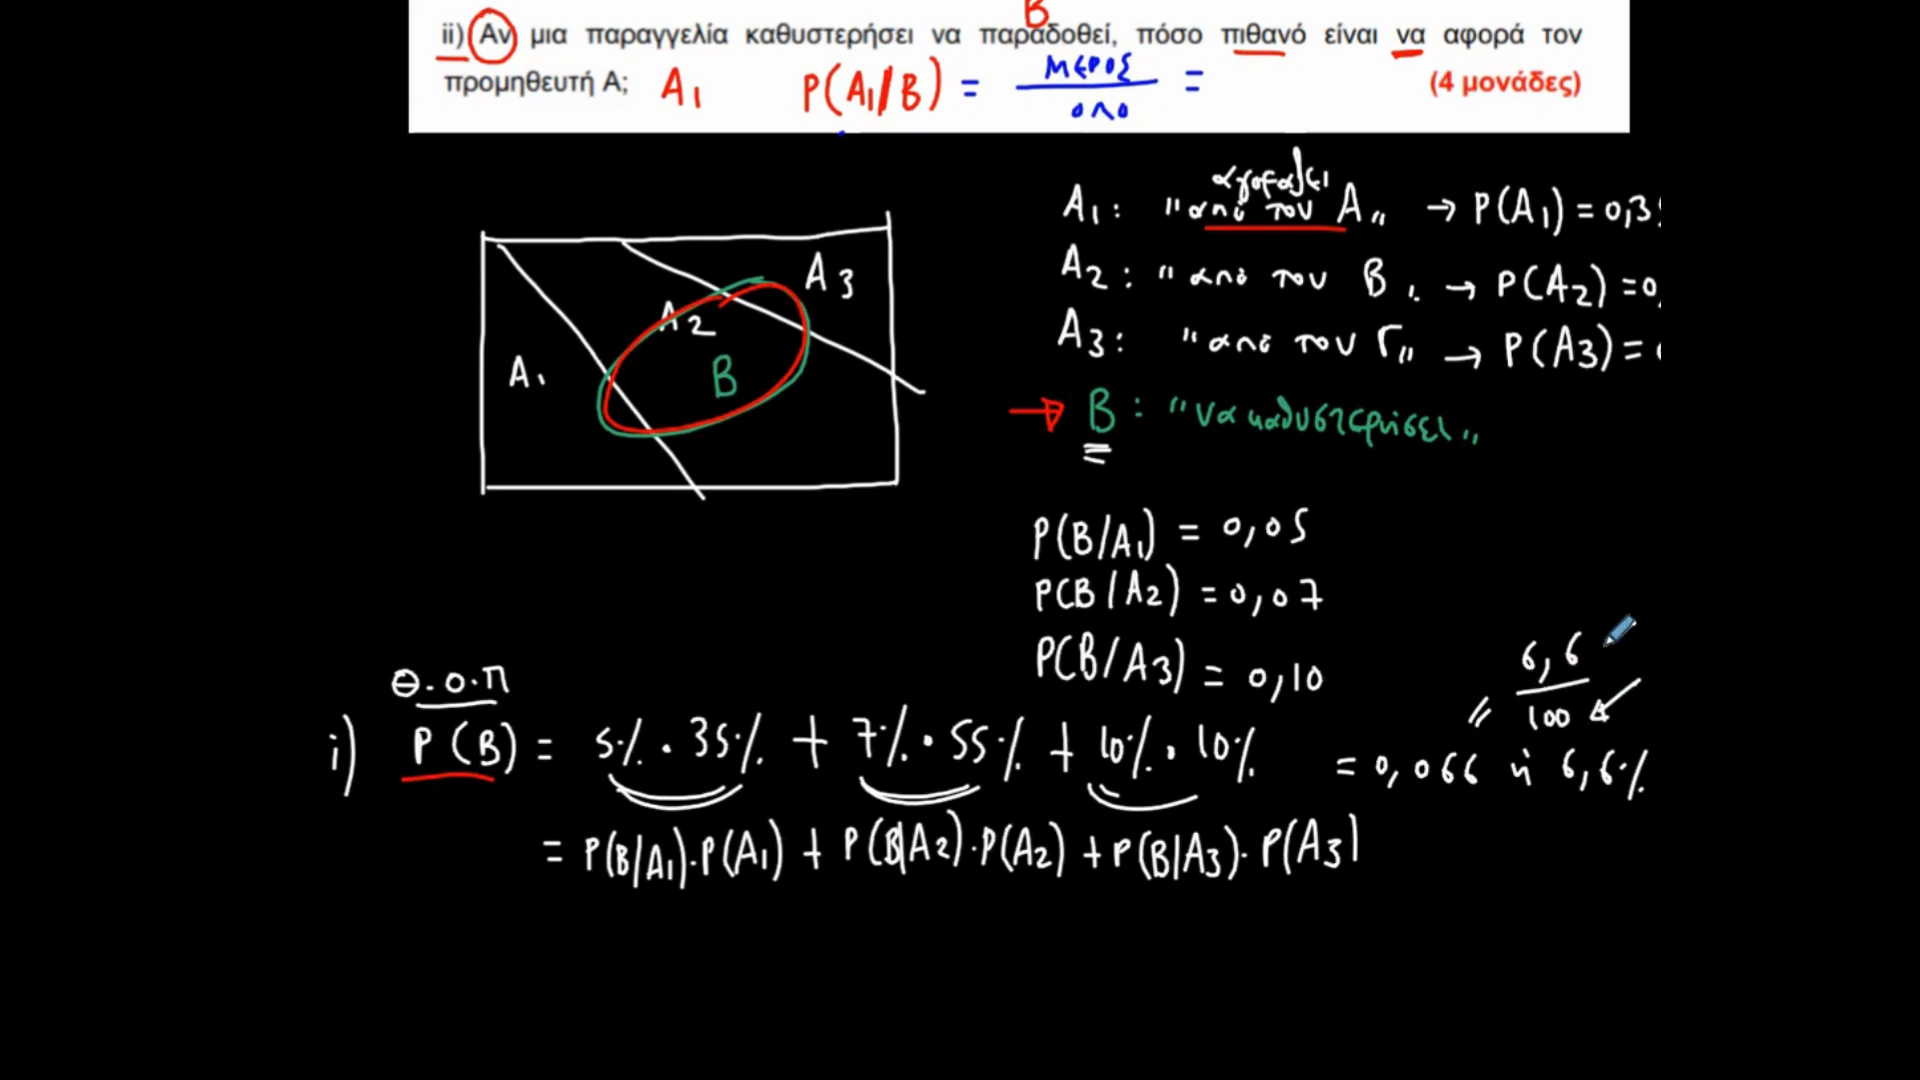 B
ii) Αν μια παραγγελία καθυστερήσει να παραδοθεί, πόσο πιθανό είναι να αφορά τον
προμηθευτή Α; A1 P(A1/B) = μερος / ολο =
(4 μονάδες)
αγοράζει
A1: "από του A" → P(A1) = 0,3
A2: "από του B" → P(A2) = 0,
A3: "από του Γ" → P(A3) =
A1
A2
A3
B
B: "να καθυστερήσει"
P(B/A1) = 0,05
P(B/A2) = 0,07
P(B/A3) = 0,10
6,6
100
=
Θ.Ο.Π
i) P(B) = 5% · 35% + 7% · 55% + 10% · 10% = 0,066 ή 6,6%
= P(B/A1)·P(A1) + P(B/A2)·P(A2) + P(B/A3)·P(A3)